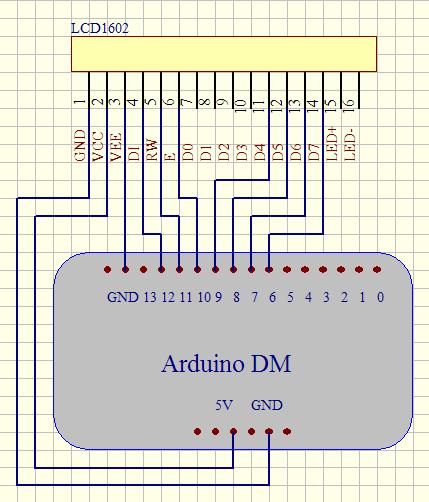 LCD1602
1 2 3 4 5 6 7 8 9 10 11 12 13 14 15 16
GND VCC VEE DI RW E D0 D1 D2 D3 D4 D5 D6 D7 LED+ LED-
GND 13 12 11 10 9 8 7 6 5 4 3 2 1 0
Arduino DM
5V GND